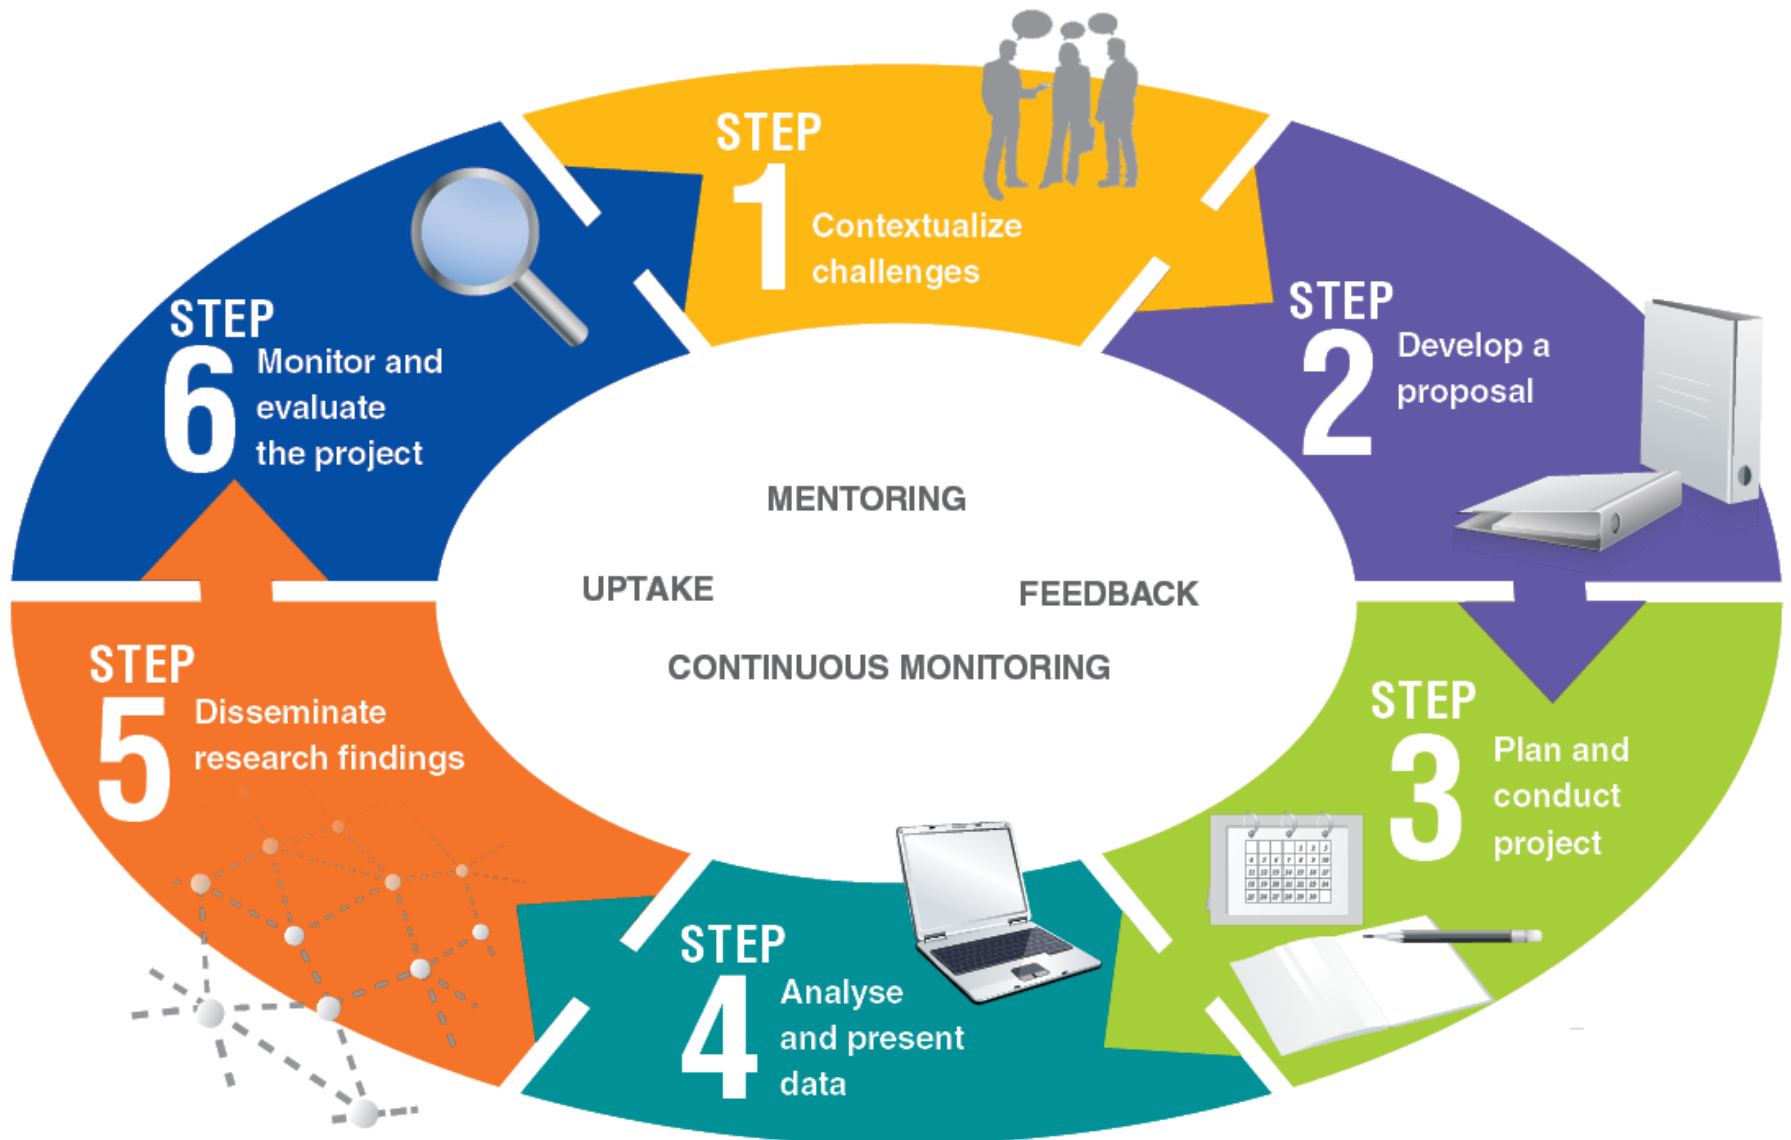 STEP
1
Contextualize
challenges
STEP
2
Develop a
proposal
STEP
3
Plan and
conduct
project
STEP
4
Analyse
and present
data
STEP
5
Disseminate
research findings
STEP
6
Monitor and
evaluate
the project
MENTORING
UPTAKE
FEEDBACK
CONTINUOUS MONITORING